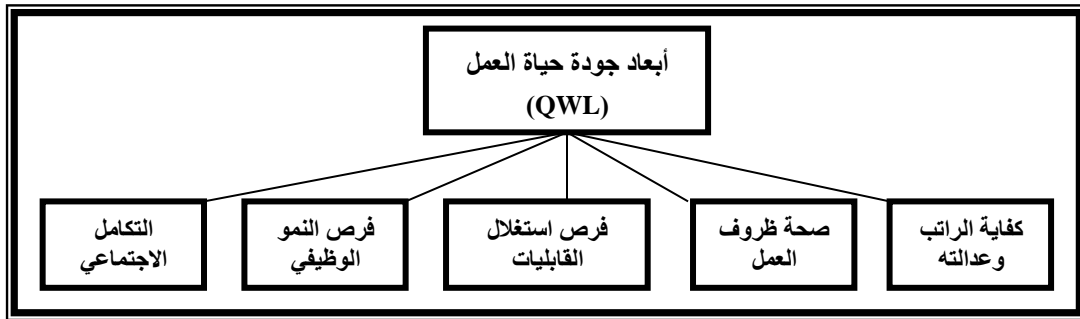 أبعاد جودة حياة العمل
(QWL)
كفاية الراتب
وعدالته
صحة ظروف
العمل
فرص استغلال
القابليات
فرص النمو
الوظيفي
التكامل
الاجتماعي